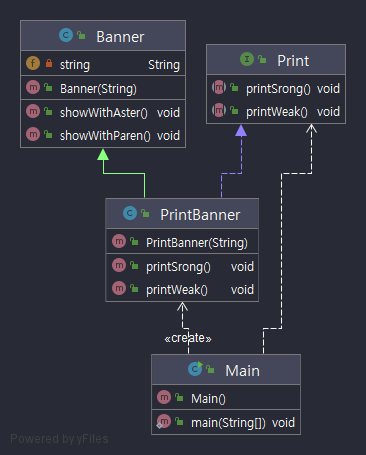 Banner
string String
Banner(String)
showWithAster() void
showWithParen() void
Print
printSrong() void
printWeak() void
PrintBanner
PrintBanner(String)
printSrong() void
printWeak() void
«create»
Main
Main()
main(String[]) void
Powered by yFiles